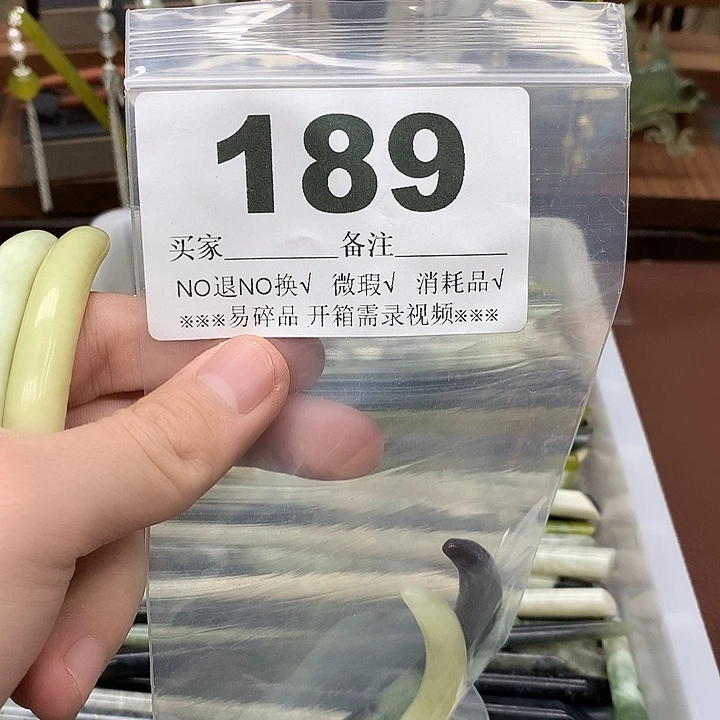 189
买家________备注________
NO退NO换√ 微瑕√ 消耗品√
※※※易碎品 开箱需录视频※※※